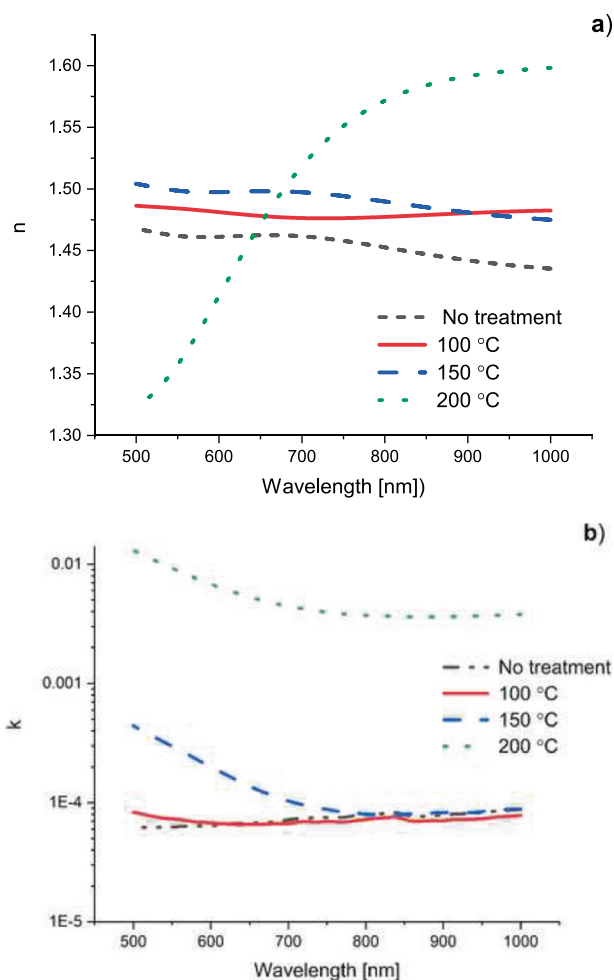 a)
1.60
1.55
1.50
1.45
1.40
1.35
1.30
n
No treatment
100 °C
150 °C
200 °C
500 600 700 800 900 1000
Wavelength [nm])
b)
0.01
0.001
1E-4
1E-5
k
No treatment
100 °C
150 °C
200 °C
500 600 700 800 900 1000
Wavelength [nm]